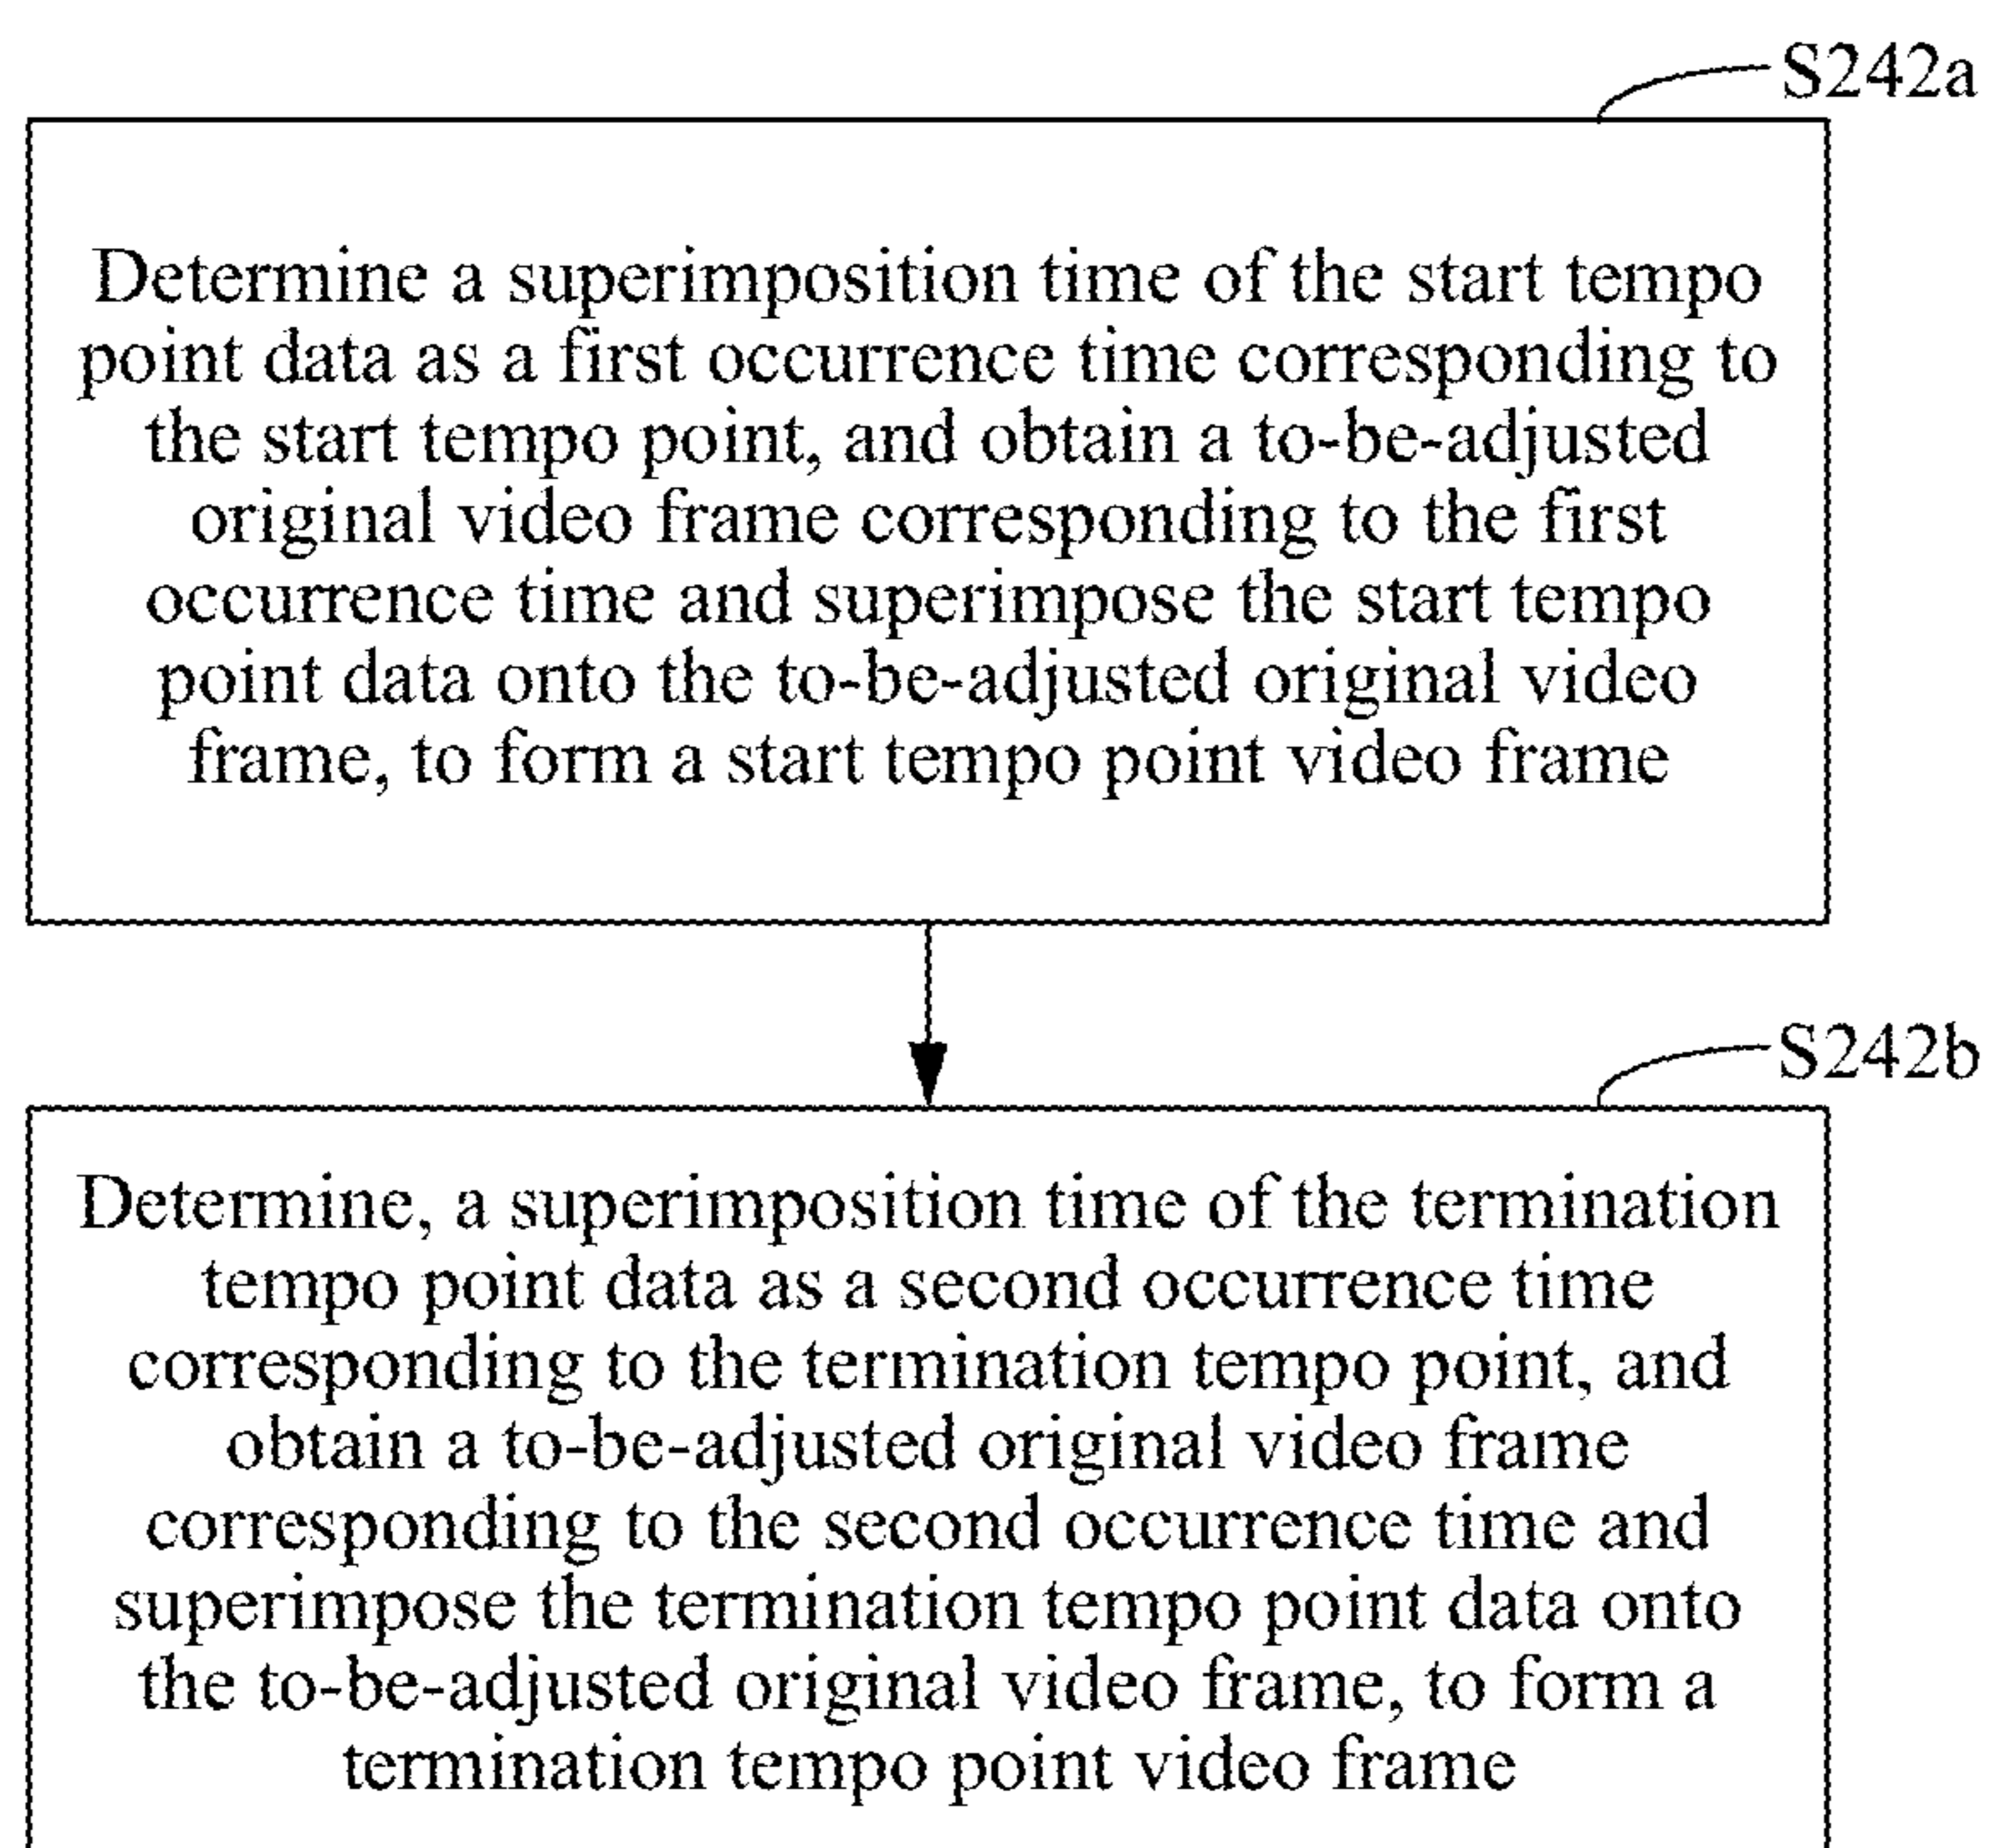 S242a
Determine a superimposition time of the start tempo
point data as a first occurrence time corresponding to
the start tempo point, and obtain a to-be-adjusted
original video frame corresponding to the first
occurrence time and superimpose the start tempo
point data onto the to-be-adjusted original video
frame, to form a start tempo point video frame
S242b
Determine, a superimposition time of the termination
tempo point data as a second occurrence time
corresponding to the termination tempo point, and
obtain a to-be-adjusted original video frame
corresponding to the second occurrence time and
superimpose the termination tempo point data onto
the to-be-adjusted original video frame, to form a
termination tempo point video frame